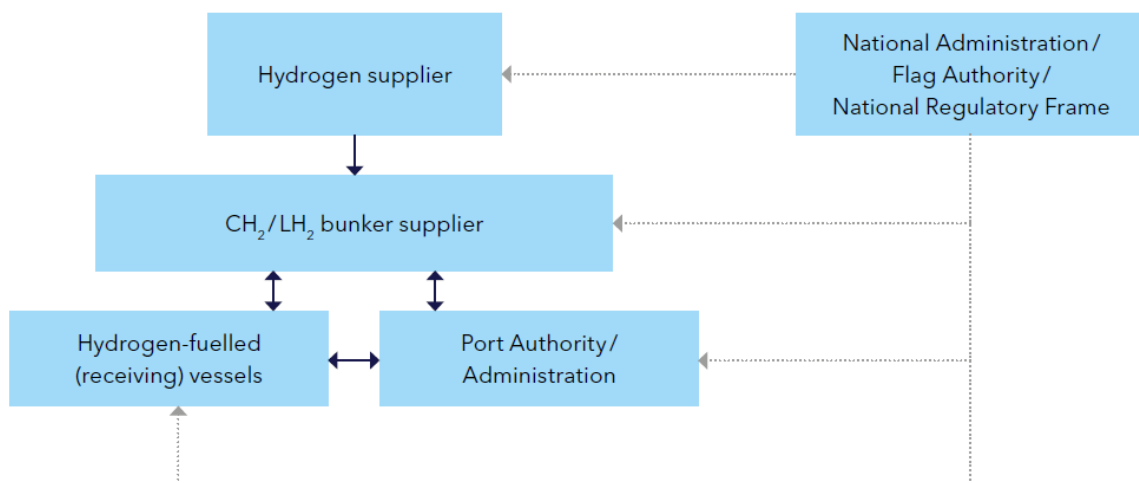 Hydrogen supplier
National Administration /
Flag Authority /
National Regulatory Frame
CH₂ / LH₂ bunker supplier
Hydrogen-fuelled
(receiving) vessels
Port Authority /
Administration